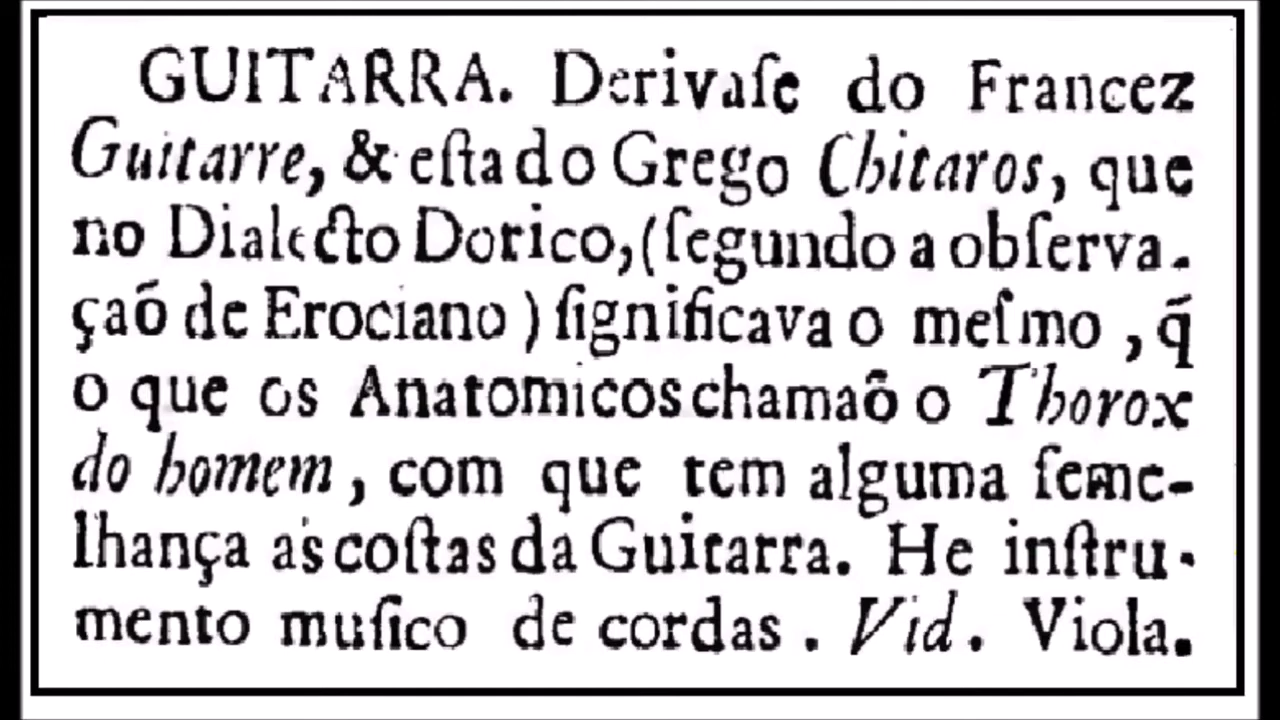 GUITARRA. Derivaſe do Francez
Guitarre, & eſta do Grego Chitaros, que
no Dialecto Dorico, (ſegundo a obſerva-
çaõ de Erociano) ſignificava o meſmo, q̃
o que os Anatomicos chamaõ o Thorox
do homem, com que tem alguma ſeme-
lhança as coſtas da Guitarra. He inſtru-
mento muſico de cordas. Vid. Viola.